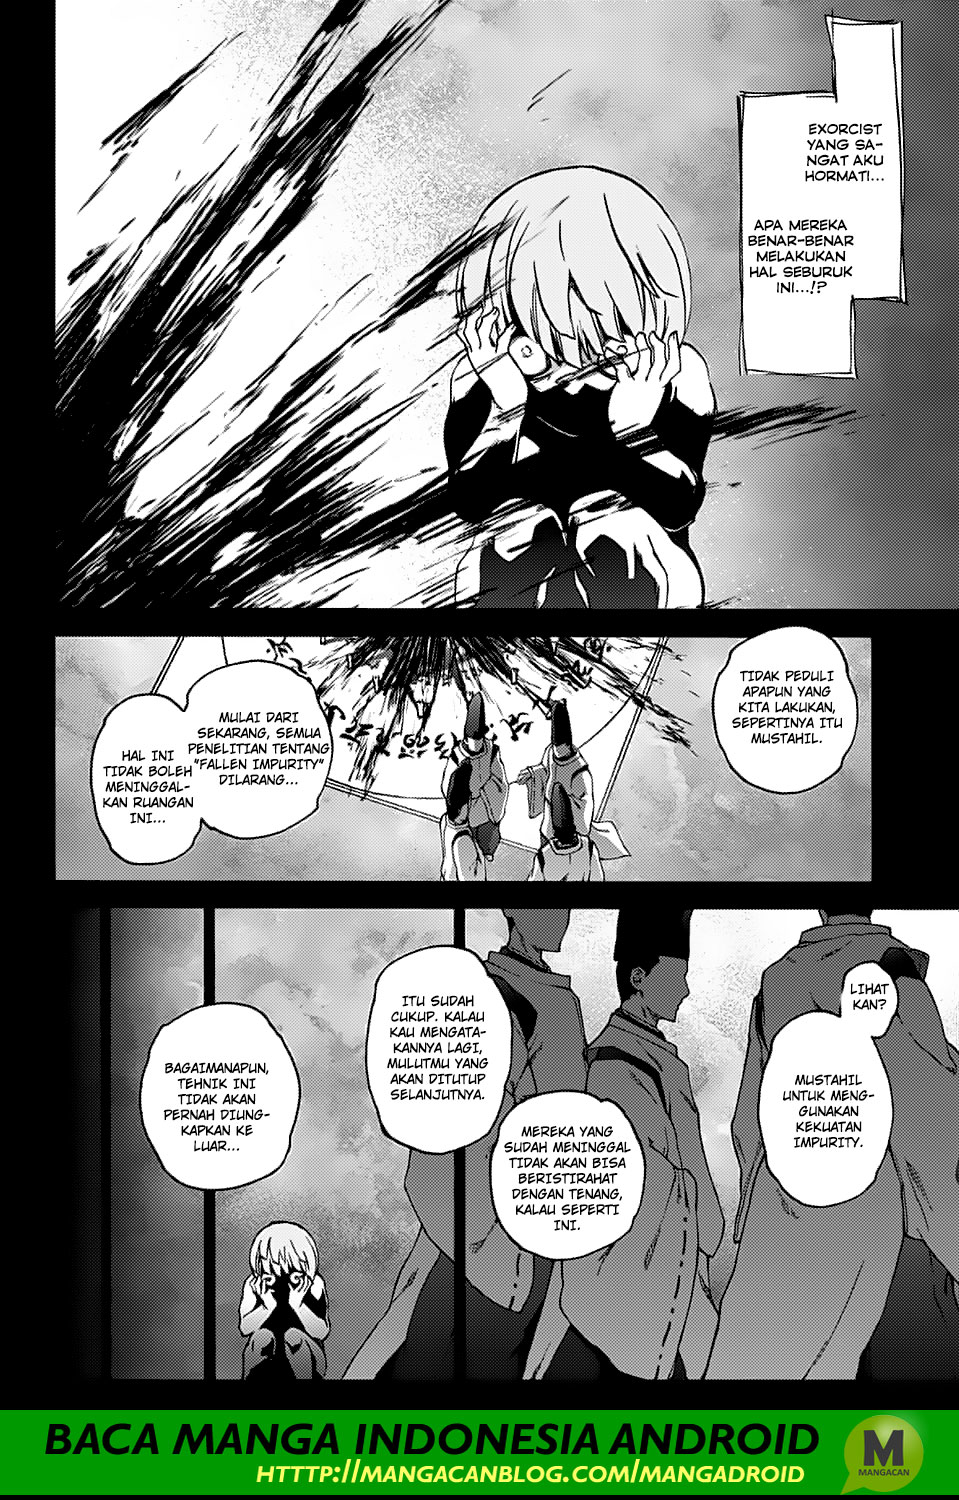 EXORCIST
YANG SA-
NGAT AKU
HORMATI...
APA MEREKA
BENAR-BENAR
MELAKUKAN
HAL SEBURUK
INI...!?
TIDAK PEDULI
APAPUN YANG
KITA LAKUKAN,
SEPERTINYA ITU
MUSTAHIL.
MULAI DARI
SEKARANG, SEMUA
PENELITIAN TENTANG
"FALLEN IMPURITY"
DILARANG...
HAL INI
TIDAK BOLEH
MENINGGAL-
KAN RUANGAN
INI...
LIHAT
KAN?
MUSTAHIL
UNTUK MENG-
GUNAKAN
KEKUATAN
IMPURITY.
ITU SUDAH
CUKUP. KALAU
KAU MENGATA-
KANNYA LAGI,
MULUTMU YANG
AKAN DITUTUP
SELANJUTNYA.
MEREKA YANG
SUDAH MENINGGAL
TIDAK AKAN BISA
BERISTIRAHAT
DENGAN TENANG,
KALAU SEPERTI
INI.
BAGAIMANAPUN,
TEHNIK INI
TIDAK AKAN
PERNAH DIUNG-
KAPKAN KE
LUAR...
BACA MANGA INDONESIA ANDROID
HTTTP://MANGACANBLOG.COM/MANGADROID
M
MANGACAN